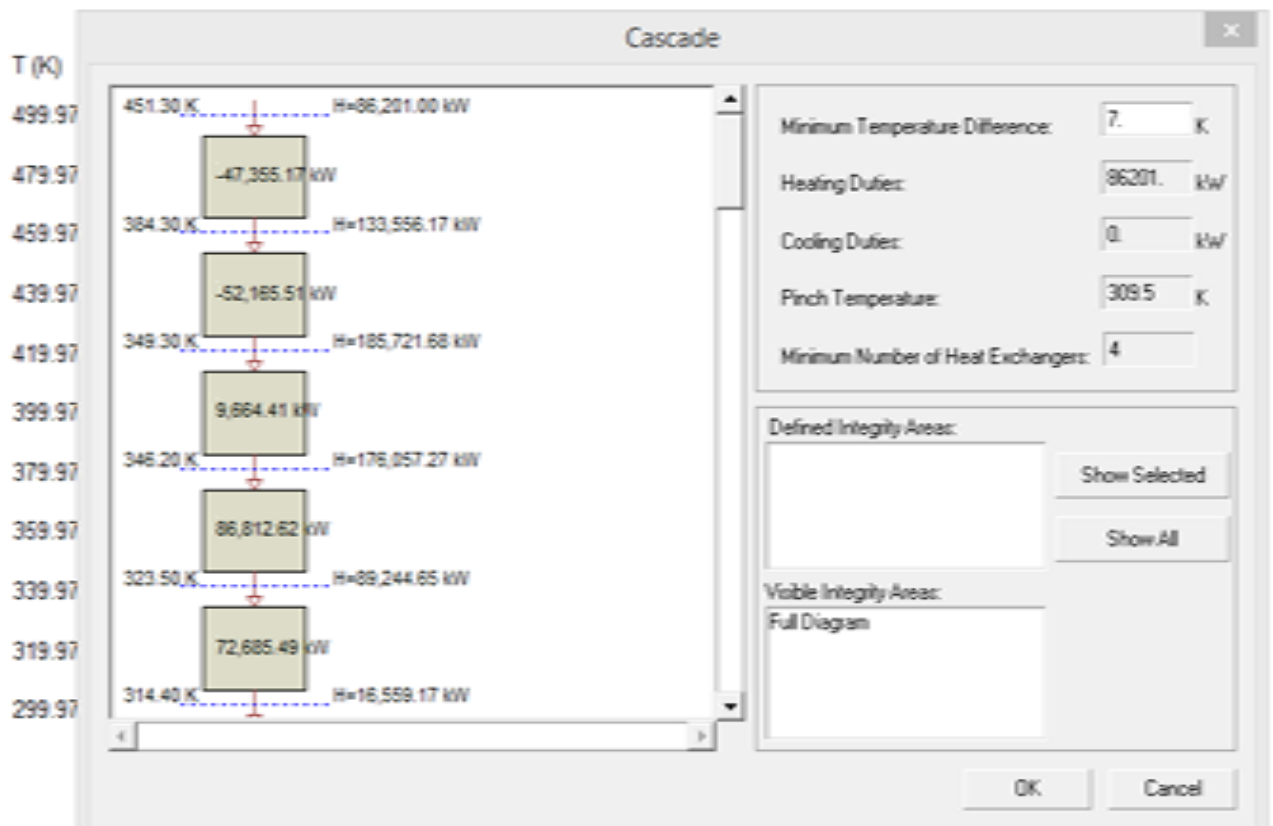 Cascade
T (K)
499.97
479.97
459.97
439.97
419.97
399.97
379.97
359.97
339.97
319.97
299.97
451.30 K H=86,201.00 kW
-47,355.17 kW
384.30 K H=133,556.17 kW
-52,165.51 kW
349.30 K H=185,721.68 kW
9,664.41 kW
346.20 K H=176,057.27 kW
86,812.62 kW
323.50 K H=89,244.65 kW
72,685.49 kW
314.40 K H=16,559.17 kW
Minimum Temperature Difference: 7. K
Heating Duties: 86201. kW
Cooling Duties: 0. kW
Pinch Temperature: 309.5 K
Minimum Number of Heat Exchangers: 4
Defined Integrity Areas:
Show Selected
Show All
Visible Integrity Areas:
Full Diagram
OK Cancel